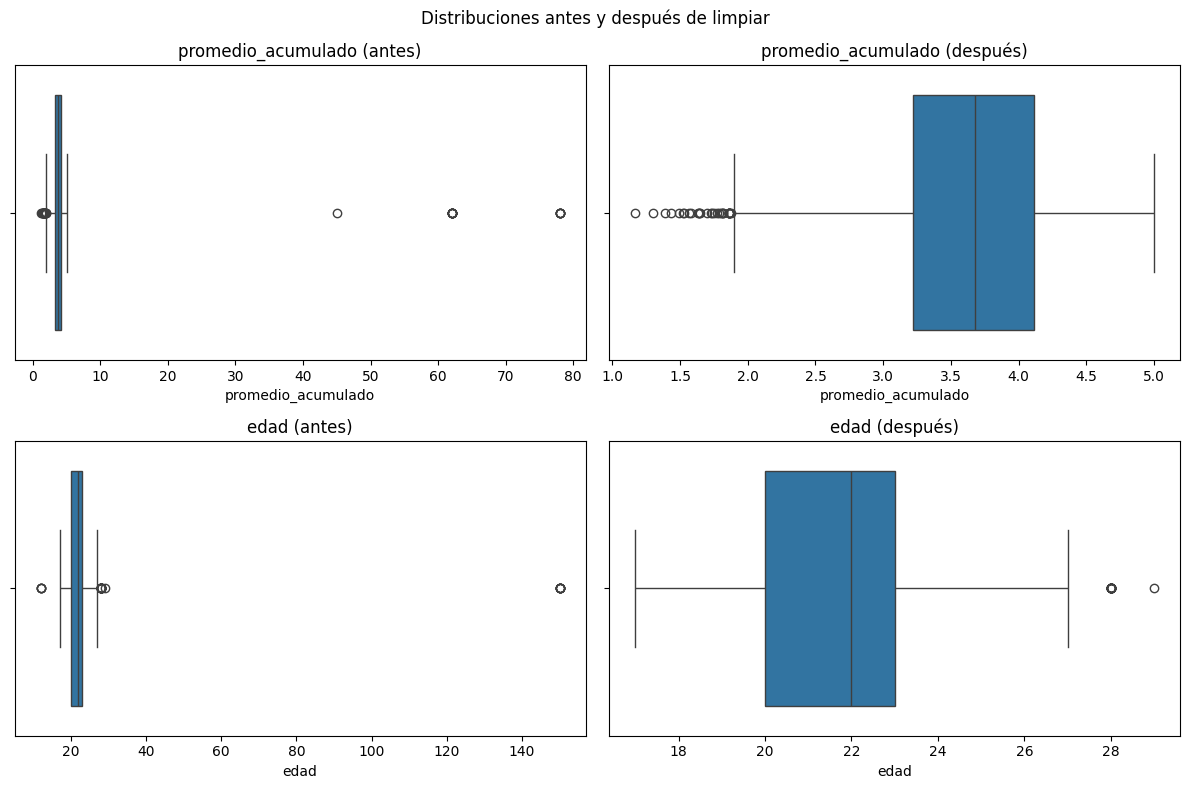 Distribuciones antes y después de limpiar
promedio_acumulado (antes)
0 10 20 30 40 50 60 70 80
promedio_acumulado
promedio_acumulado (después)
1.0 1.5 2.0 2.5 3.0 3.5 4.0 4.5 5.0
promedio_acumulado
edad (antes)
20 40 60 80 100 120 140
edad
edad (después)
18 20 22 24 26 28
edad